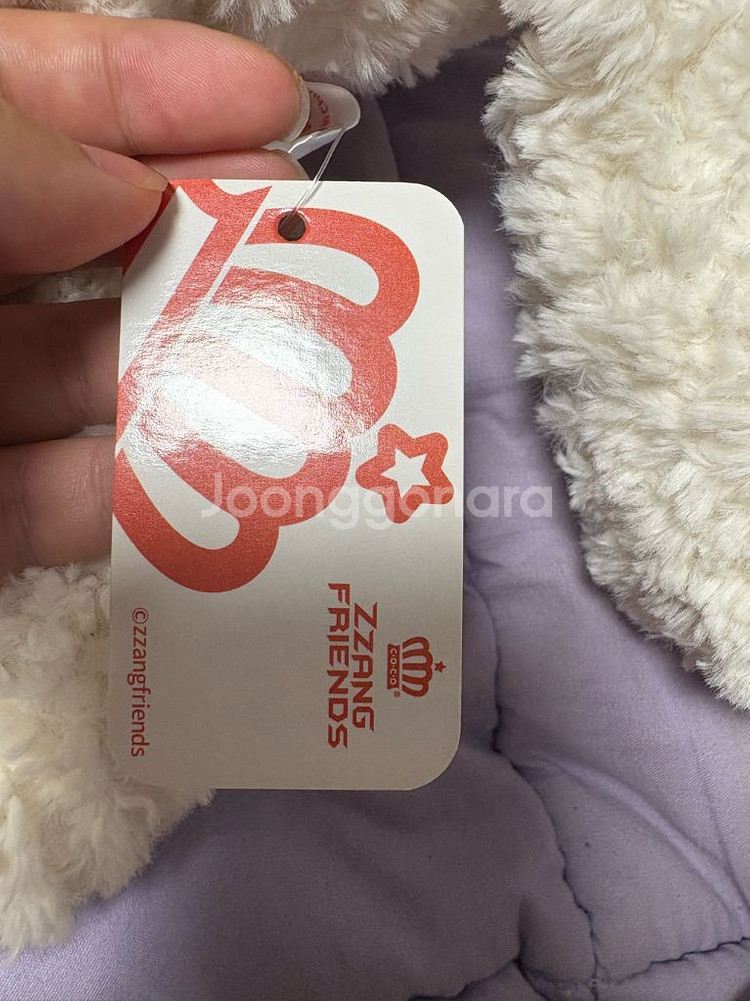 C·O·C·O ®
ZZANG
FRIENDS
©zzangfriends
Joonggonara